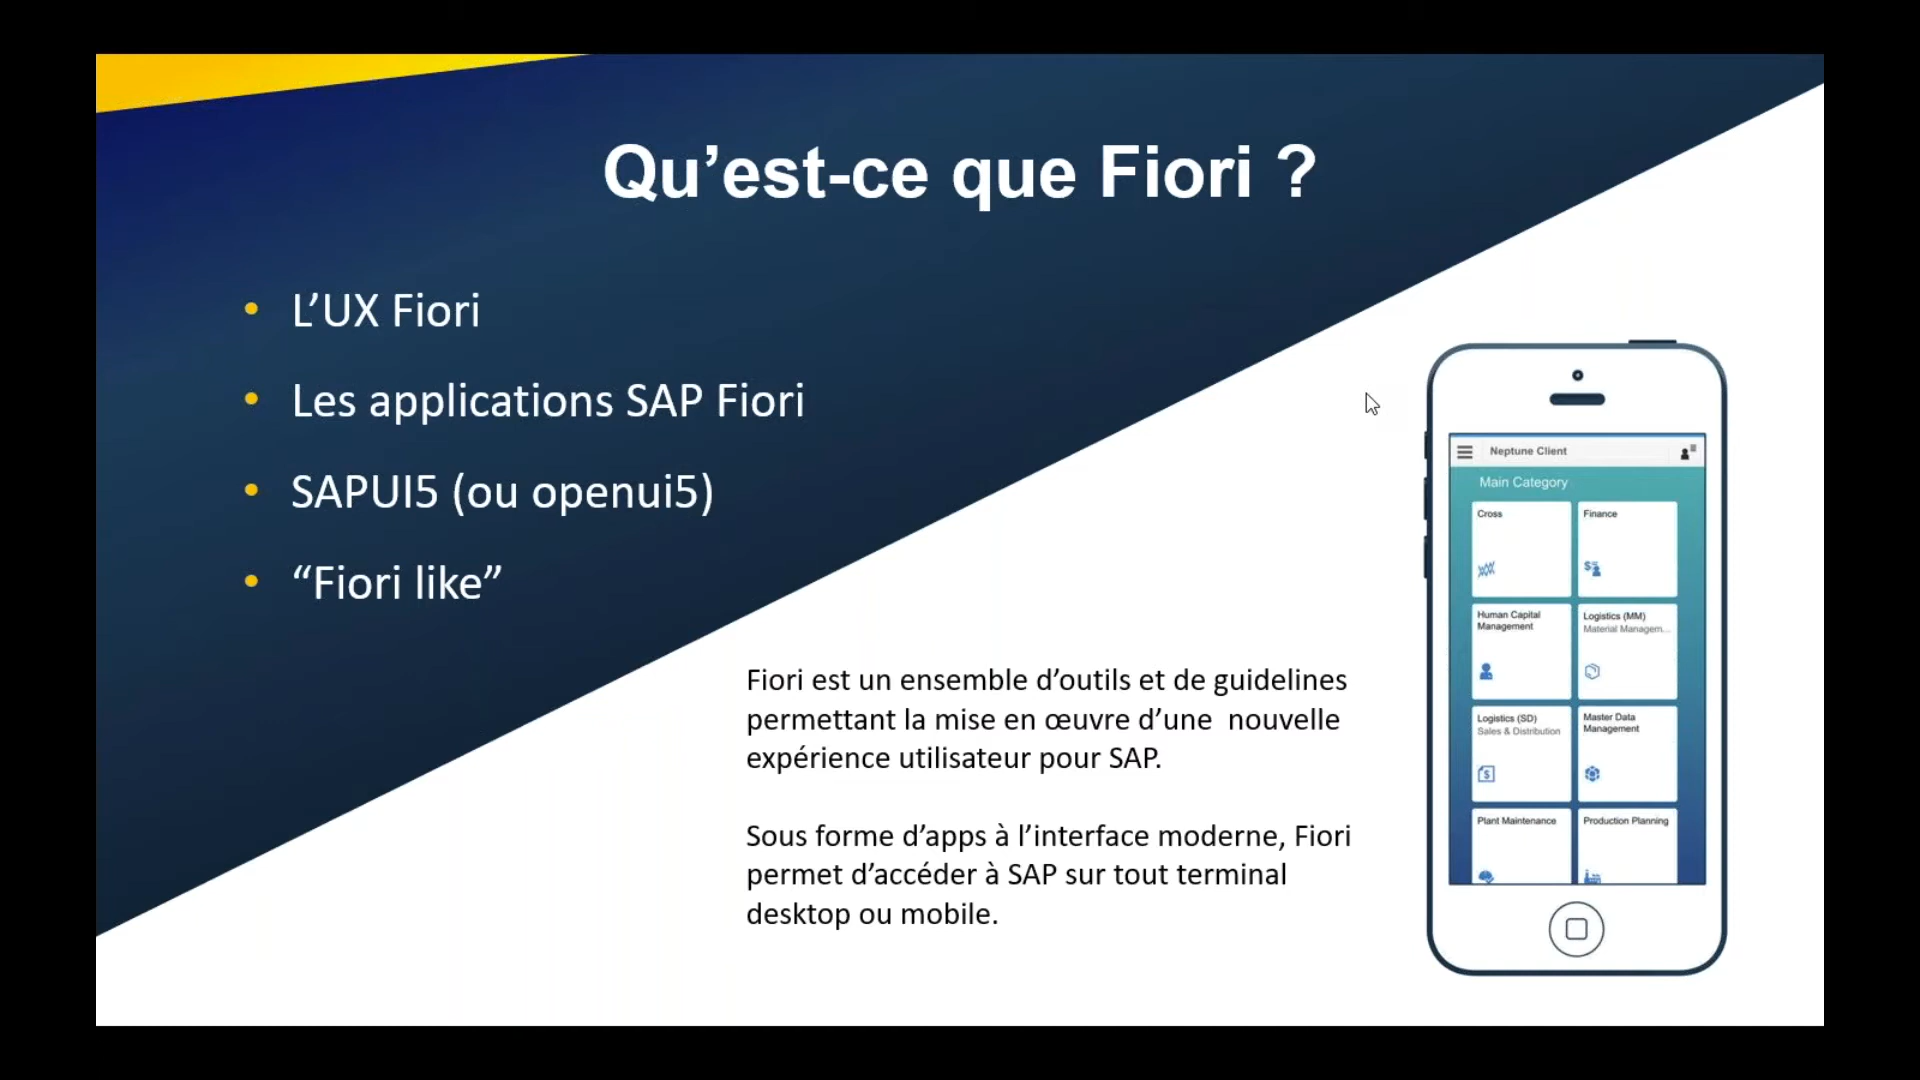 Qu’est-ce que Fiori ?
• L’UX Fiori
• Les applications SAP Fiori
• SAPUI5 (ou openui5)
• “Fiori like”
Fiori est un ensemble d’outils et de guidelines
permettant la mise en œuvre d’une  nouvelle
expérience utilisateur pour SAP.
Sous forme d’apps à l’interface moderne, Fiori
permet d’accéder à SAP sur tout terminal
desktop ou mobile.
Neptune Client
Main Category
Cross
Finance
Human Capital
Management
Logistics (MM)
Material Managem...
Logistics (SD)
Sales & Distribution
Master Data
Management
Plant Maintenance
Production Planning